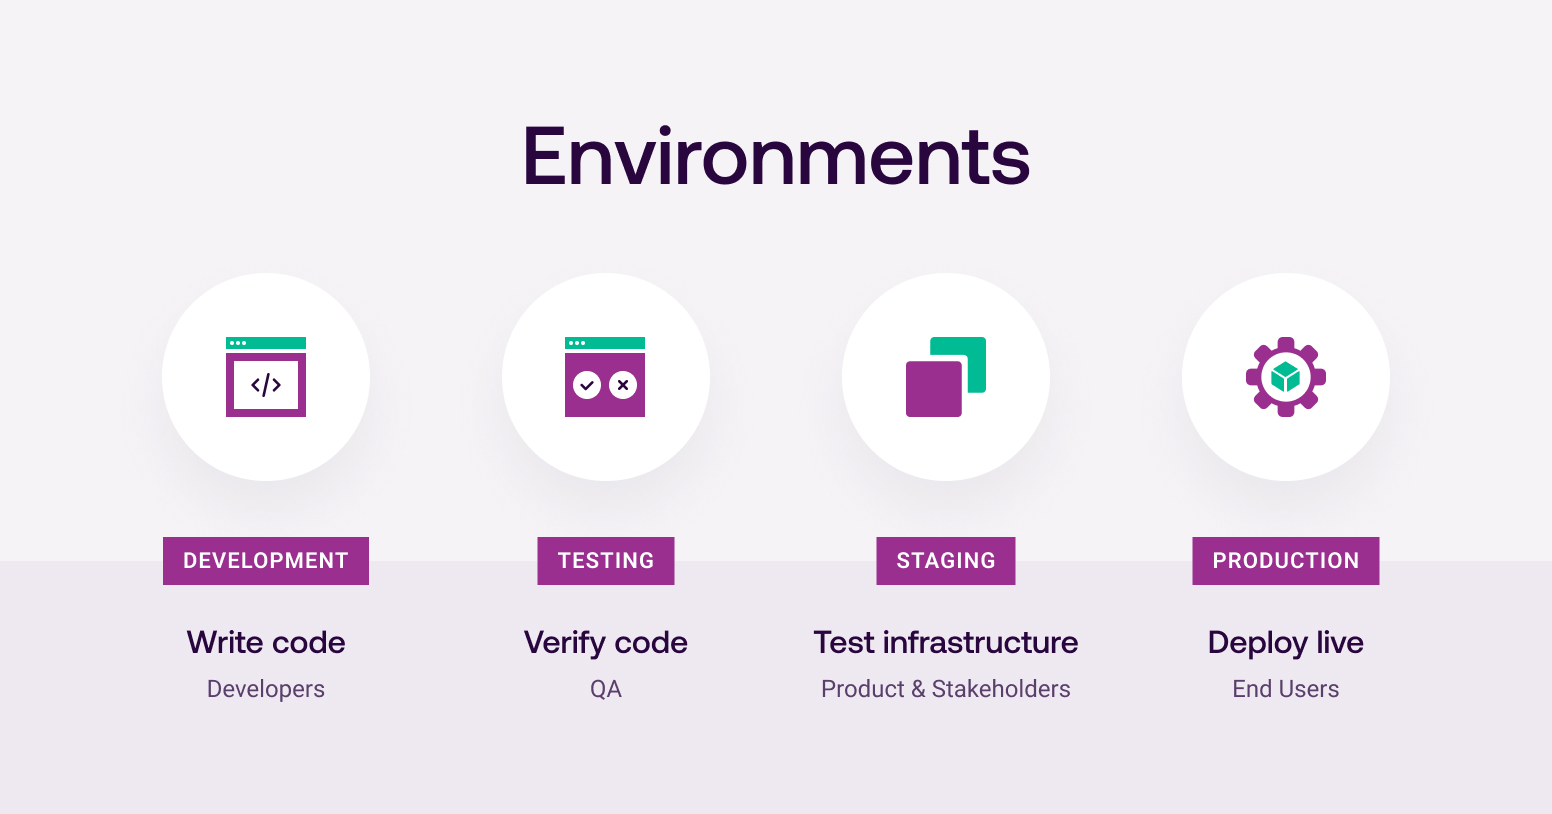 Environments
DEVELOPMENT
Write code
Developers
TESTING
Verify code
QA
STAGING
Test infrastructure
Product & Stakeholders
PRODUCTION
Deploy live
End Users